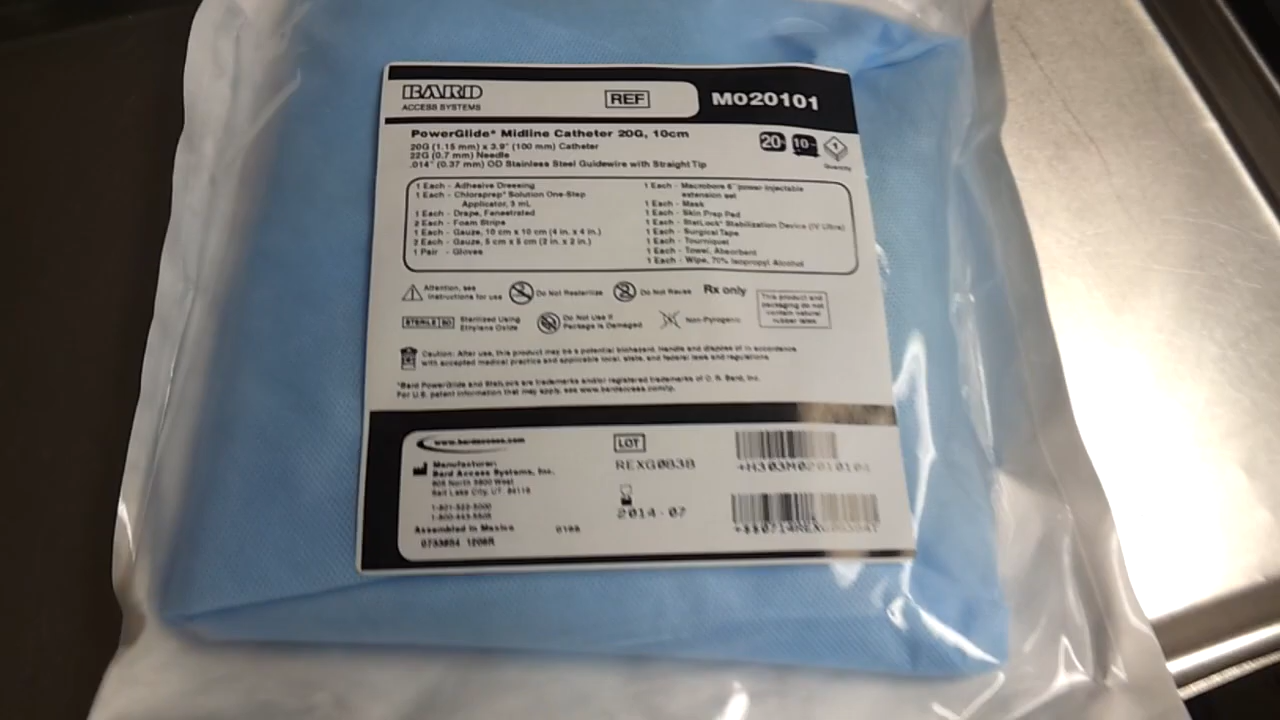 BARD
ACCESS SYSTEMS
REF
M020101
PowerGlide* Midline Catheter 20G, 10cm
20G (1.15 mm) x 3.9" (100 mm) Catheter
22G (0.7 mm) Needle
.014" (0.37 mm) OD Stainless Steel Guidewire with Straight Tip
20
10
1
Quantity
1 Each - Adhesive Dressing
1 Each - Chloraprep* Solution One-Step
Applicator, 3 mL
1 Each - Drape, Fenestrated
2 Each - Foam Strips
1 Each - Gauze, 10 cm x 10 cm (4 in. x 4 in.)
2 Each - Gauze, 5 cm x 5 cm (2 in. x 2 in.)
1 Pair - Gloves
1 Each - Macrobore 6" power injectable
extension set
1 Each - Mask
1 Each - Skin Prep Pad
1 Each - StatLock* Stabilization Device (IV Ultra)
1 Each - Surgical Tape
1 Each - Tourniquet
1 Each - Towel, Absorbent
1 Each - Wipe, 70% Isopropyl Alcohol
Attention, see
instructions for use
Do Not Resterilize
Do Not Reuse
Rx only
This product and
packaging do not
contain natural
rubber latex.
STERILE EO
Sterilized Using
Ethylene Oxide
Do Not Use if
Package is Damaged
Non-Pyrogenic
Caution: After use, this product may be a potential biohazard. Handle and dispose of in accordance
with accepted medical practice and applicable local, state, and federal laws and regulations.
*Bard PowerGlide and StatLock are trademarks and/or registered trademarks of C. R. Bard, Inc.
For U.S. patent information that may apply, see www.bardaccess.com/ip.
www.bardaccess.com
Manufacturer:
Bard Access Systems, Inc.
605 North 5600 West
Salt Lake City, UT 84116
Assembled in Mexico
LOT
REXG0838
2014-07